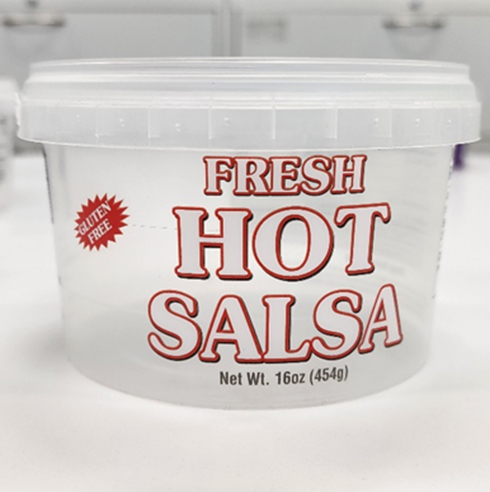 FRESH
GLUTEN
FREE
HOT
SALSA
Net Wt. 16oz (454g)